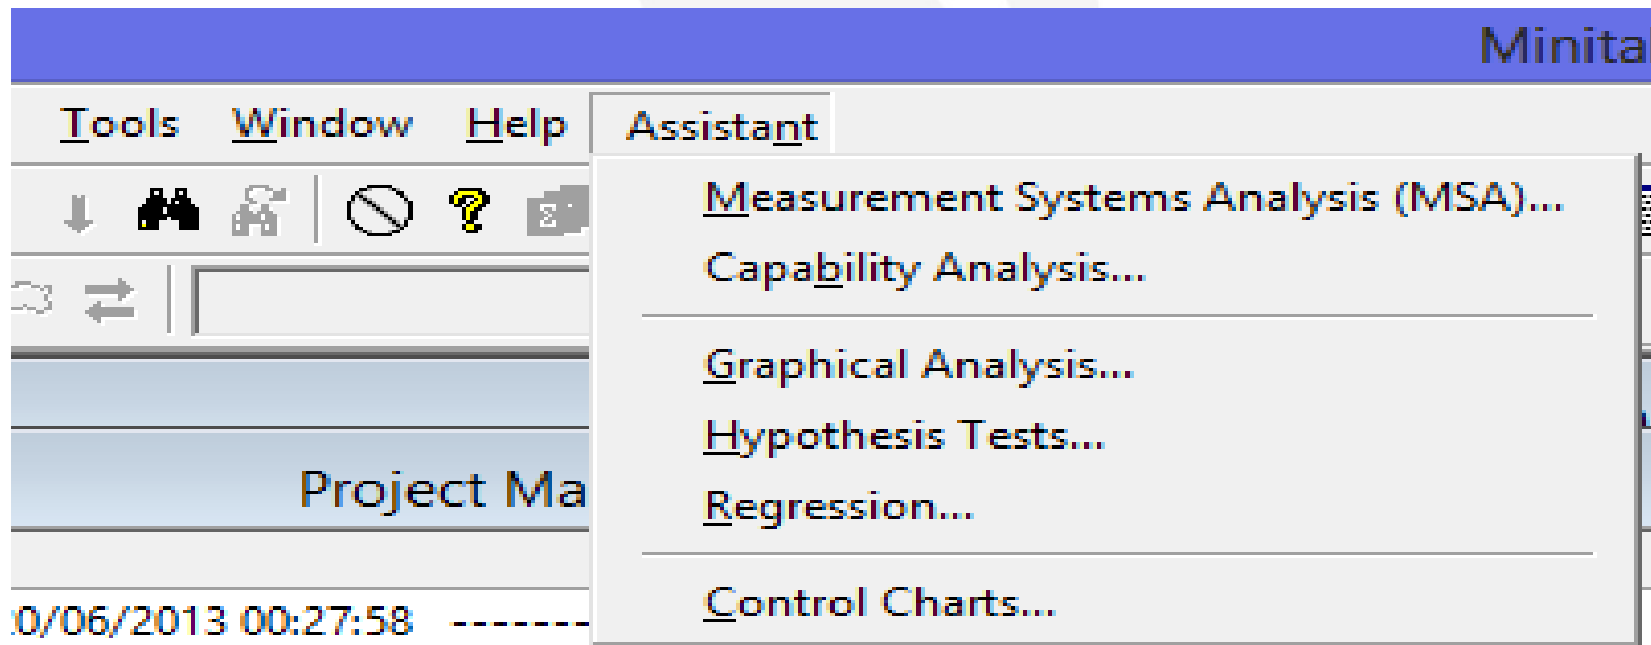 Minita
Tools Window Help Assistant
Measurement Systems Analysis (MSA)...
Capability Analysis...
Graphical Analysis...
Hypothesis Tests...
Project Ma
Regression...
Control Charts...
0/06/2013 00:27:58 -------